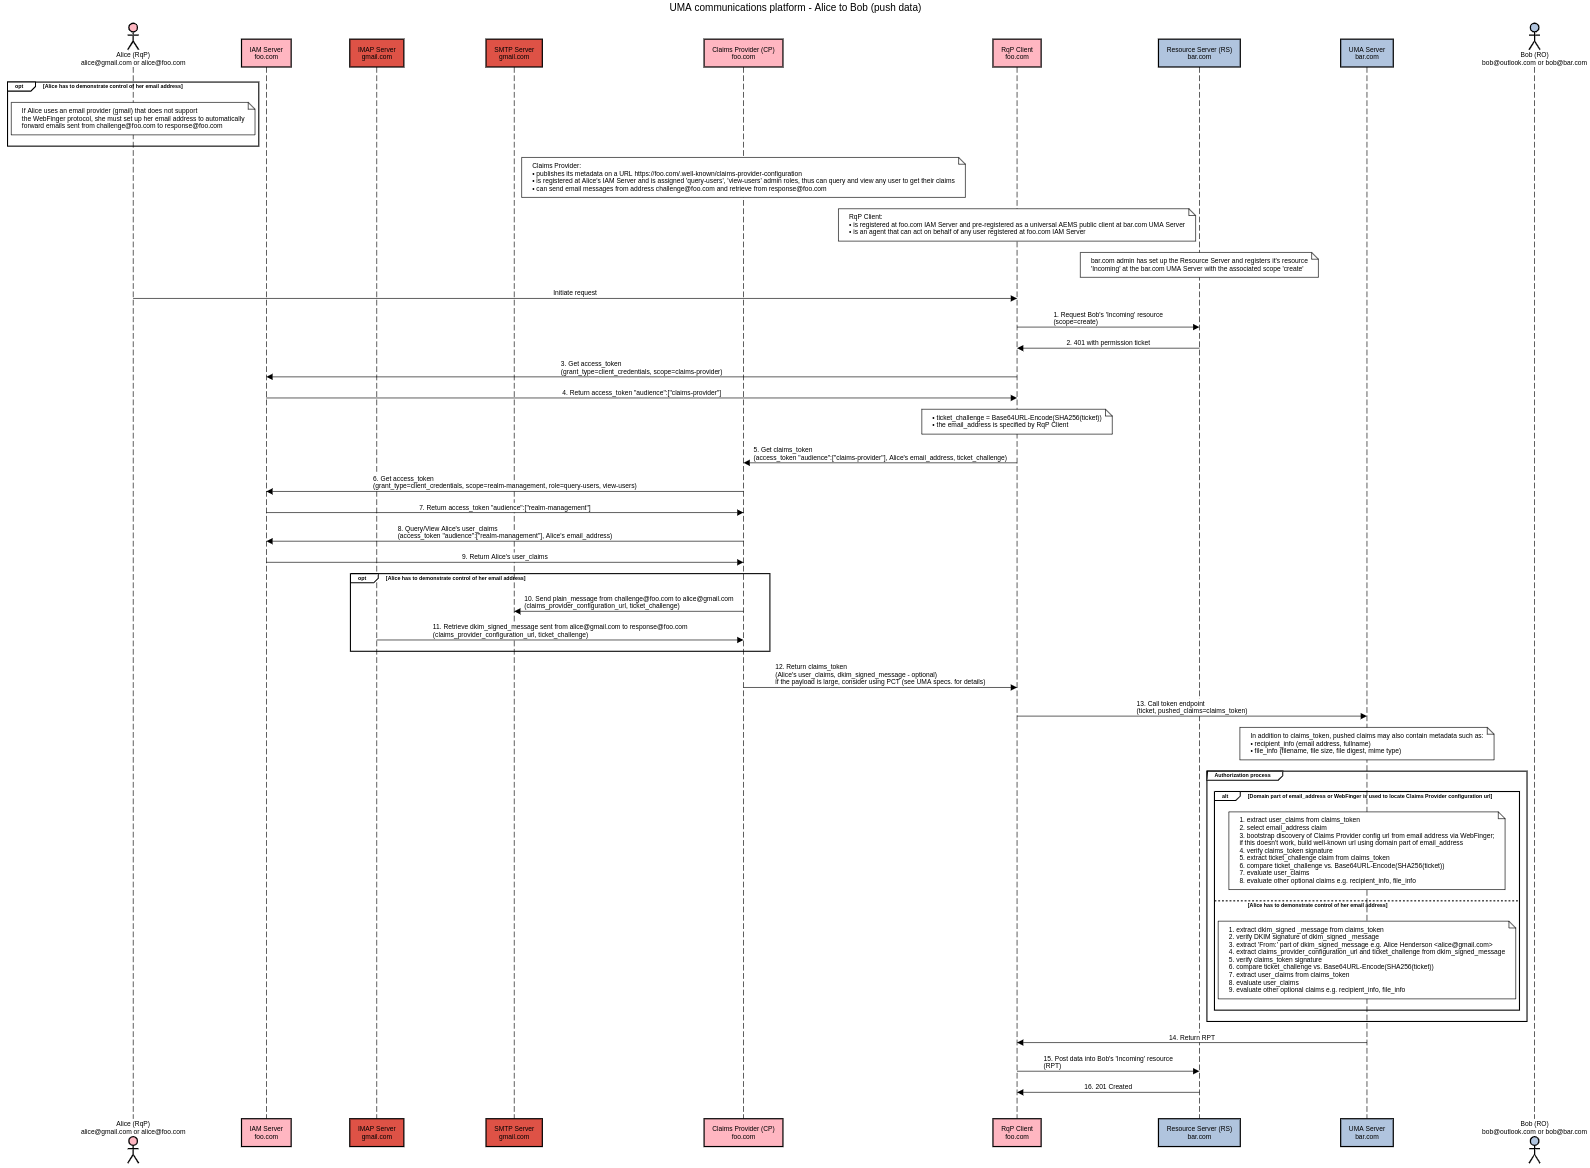 UMA communications platform - Alice to Bob (push data)
Alice (RqP)
alice@gmail.com or alice@foo.com
IAM Server
foo.com
IMAP Server
gmail.com
SMTP Server
gmail.com
Claims Provider (CP)
foo.com
RqP Client
foo.com
Resource Server (RS)
bar.com
UMA Server
bar.com
Bob (RO)
bob@outlook.com or bob@bar.com
opt [Alice has to demonstrate control of her email address]
If Alice uses an email provider (gmail) that does not support
the WebFinger protocol, she must set up her email address to automatically
forward emails sent from challenge@foo.com to response@foo.com
Claims Provider:
• publishes its metadata on a URL https://foo.com/.well-known/claims-provider-configuration
• is registered at Alice's IAM Server and is assigned 'query-users', 'view-users' admin roles, thus can query and view any user to get their claims
• can send email messages from address challenge@foo.com and retrieve from response@foo.com
RqP Client:
• is registered at foo.com IAM Server and pre-registered as a universal AEMS public client at bar.com UMA Server
• is an agent that can act on behalf of any user registered at foo.com IAM Server
bar.com admin has set up the Resource Server and registers it's resource
'Incoming' at the bar.com UMA Server with the associated scope 'create'
Initiate request
1. Request Bob's 'Incoming' resource
(scope=create)
2. 401 with permission ticket
3. Get access_token
(grant_type=client_credentials, scope=claims-provider)
4. Return access_token "audience":["claims-provider"]
• ticket_challenge = Base64URL-Encode(SHA256(ticket))
• the email_address is specified by RqP Client
5. Get claims_token
(access_token "audience":["claims-provider"], Alice's email_address, ticket_challenge)
6. Get access_token
(grant_type=client_credentials, scope=realm-management, role=query-users, view-users)
7. Return access_token "audience":["realm-management"]
8. Query/View Alice's user_claims
(access_token "audience":["realm-management"], Alice's email_address)
9. Return Alice's user_claims
opt [Alice has to demonstrate control of her email address]
10. Send plain_message from challenge@foo.com to alice@gmail.com
(claims_provider_configuration_url, ticket_challenge)
11. Retrieve dkim_signed_message sent from alice@gmail.com to response@foo.com
(claims_provider_configuration_url, ticket_challenge)
12. Return claims_token
(Alice's user_claims, dkim_signed_message - optional)
if the payload is large, consider using PCT (see UMA specs. for details)
13. Call token endpoint
(ticket, pushed_claims=claims_token)
In addition to claims_token, pushed claims may also contain metadata such as:
• recipient_info (email address, fullname)
• file_info (filename, file size, file digest, mime type)
Authorization process
alt [Domain part of email_address or WebFinger is used to locate Claims Provider configuration url]
1. extract user_claims from claims_token
2. select email_address claim
3. bootstrap discovery of Claims Provider config url from email address via WebFinger;
if this doesn't work, build well-known url using domain part of email_address
4. verify claims_token signature
5. extract ticket_challenge claim from claims_token
6. compare ticket_challenge vs. Base64URL-Encode(SHA256(ticket))
7. evaluate user_claims
8. evaluate other optional claims e.g. recipient_info, file_info
[Alice has to demonstrate control of her email address]
1. extract dkim_signed _message from claims_token
2. verify DKIM signature of dkim_signed _message
3. extract 'From:' part of dkim_signed_message e.g. Alice Henderson <alice@gmail.com>
4. extract claims_provider_configuration_url and ticket_challenge from dkim_signed_message
5. verify claims_token signature
6. compare ticket_challenge vs. Base64URL-Encode(SHA256(ticket))
7. extract user_claims from claims_token
8. evaluate user_claims
9. evaluate other optional claims e.g. recipient_info, file_info
14. Return RPT
15. Post data into Bob's 'Incoming' resource
(RPT)
16. 201 Created
Alice (RqP)
alice@gmail.com or alice@foo.com
IAM Server
foo.com
IMAP Server
gmail.com
SMTP Server
gmail.com
Claims Provider (CP)
foo.com
RqP Client
foo.com
Resource Server (RS)
bar.com
UMA Server
bar.com
Bob (RO)
bob@outlook.com or bob@bar.com